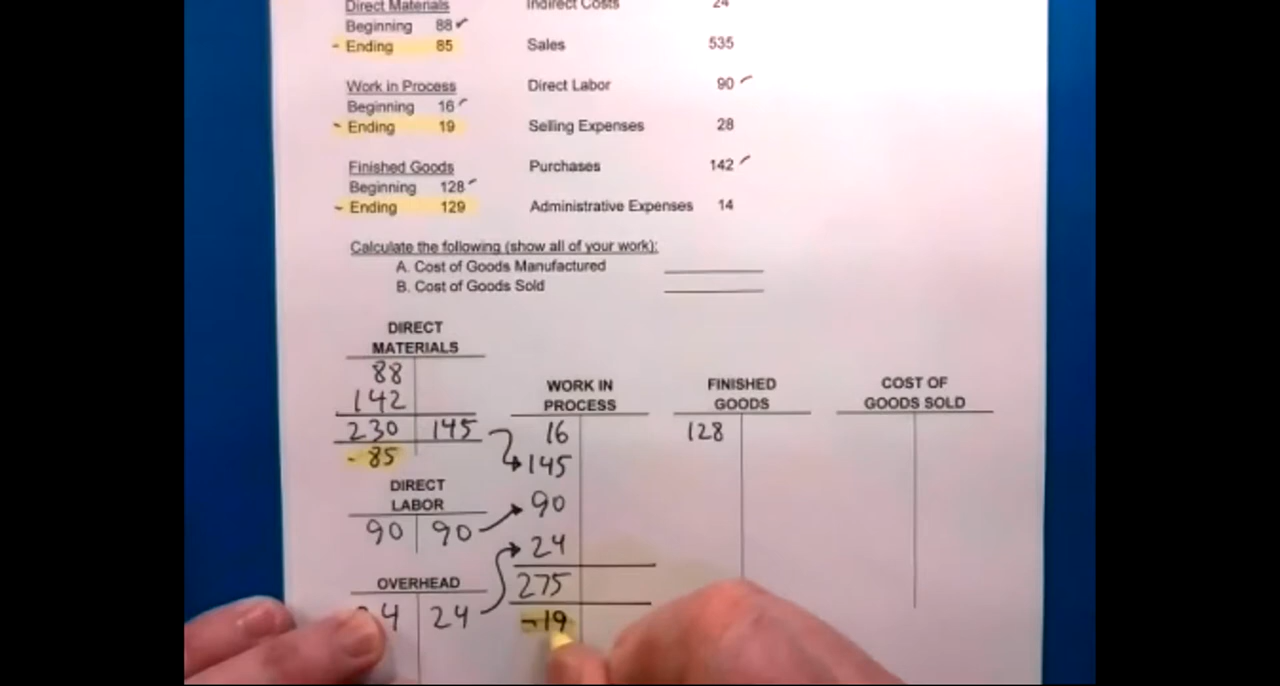 Direct Materials Indirect Costs 24
Beginning 88 ✓
- Ending 85 Sales 535
Work in Process Direct Labor 90 ✓
Beginning 16 ✓
- Ending 19 Selling Expenses 28
Finished Goods Purchases 142 ✓
Beginning 128 ✓
- Ending 129 Administrative Expenses 14
Calculate the following (show all of your work):
A. Cost of Goods Manufactured
B. Cost of Goods Sold
DIRECT
MATERIALS
88
142
230 145
- 85
DIRECT
LABOR
90 90
OVERHEAD
4 24
WORK IN
PROCESS
16
145
90
24
275
-19
FINISHED
GOODS
128
COST OF
GOODS SOLD